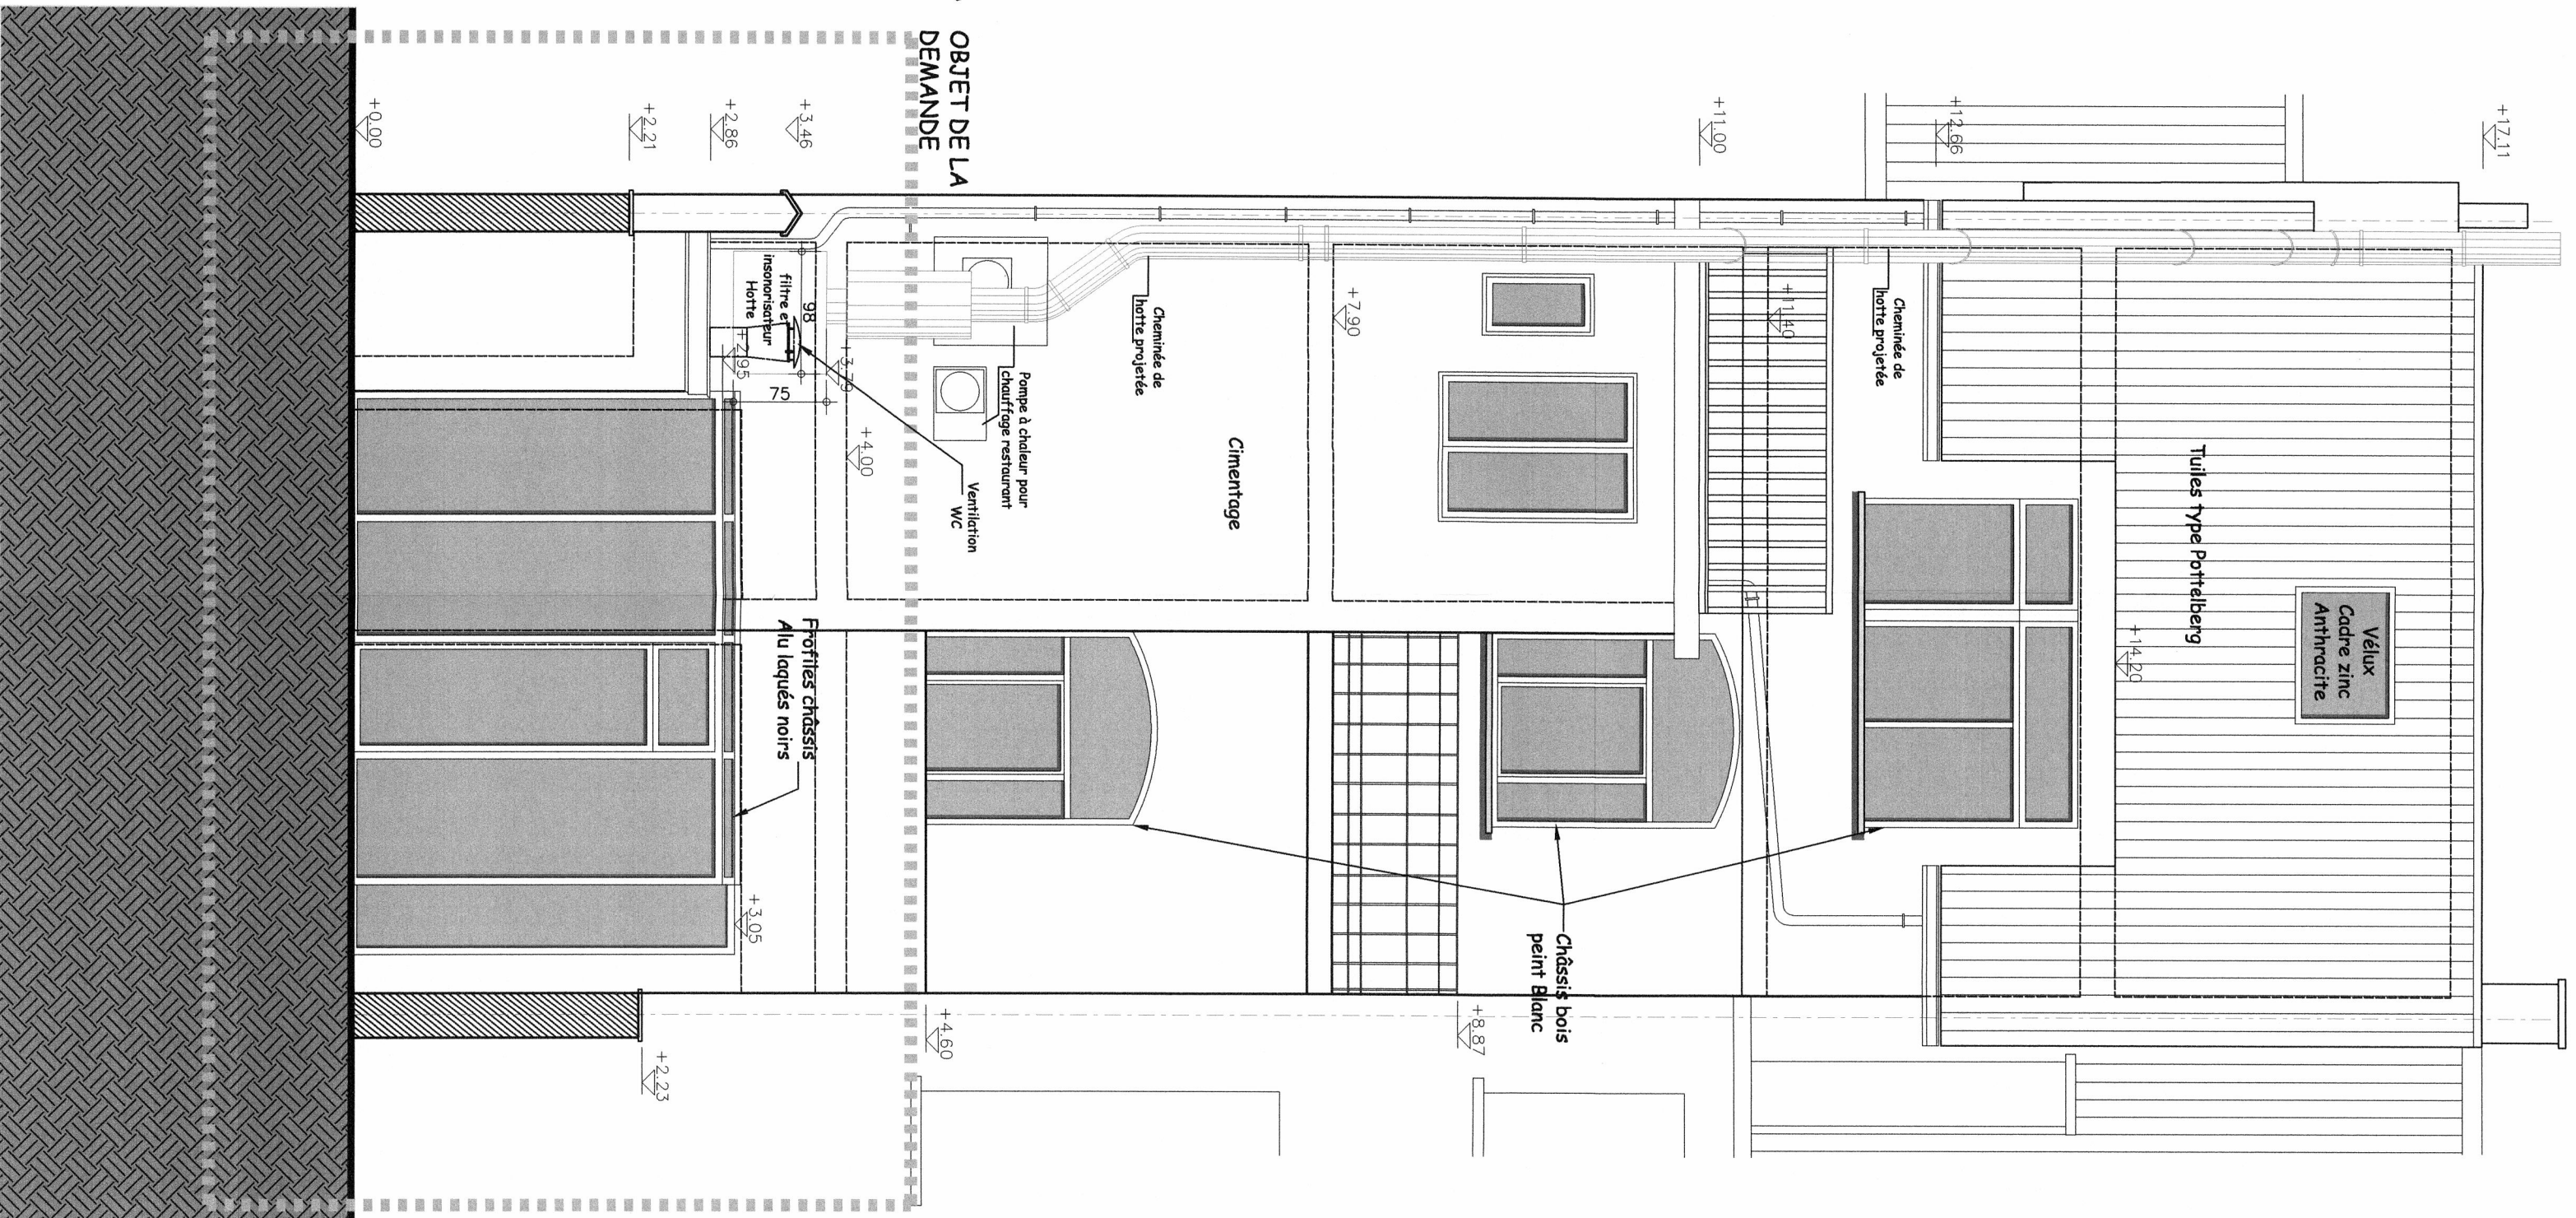 +17.11
+12.66
+11.00
OBJET DE LA
DEMANDE
+3.46
+2.86
+2.21
+0.00
Vélux
Cadre zinc
Anthracite
Tuiles type Pottelberg
+14.20
Cheminée de
hotte projetée
+11.40
+7.90
Cimentage
Cheminée de
hotte projetée
Pompe à chaleur pour
chauffage restaurant
Ventilation
WC
+4.00
+3.79
98
filtre et
insonorisateur
Hotte
+2.95
75
Profilés châssis
Alu laqués noirs
+3.05
Châssis bois
peint Blanc
+8.87
+4.60
+2.23